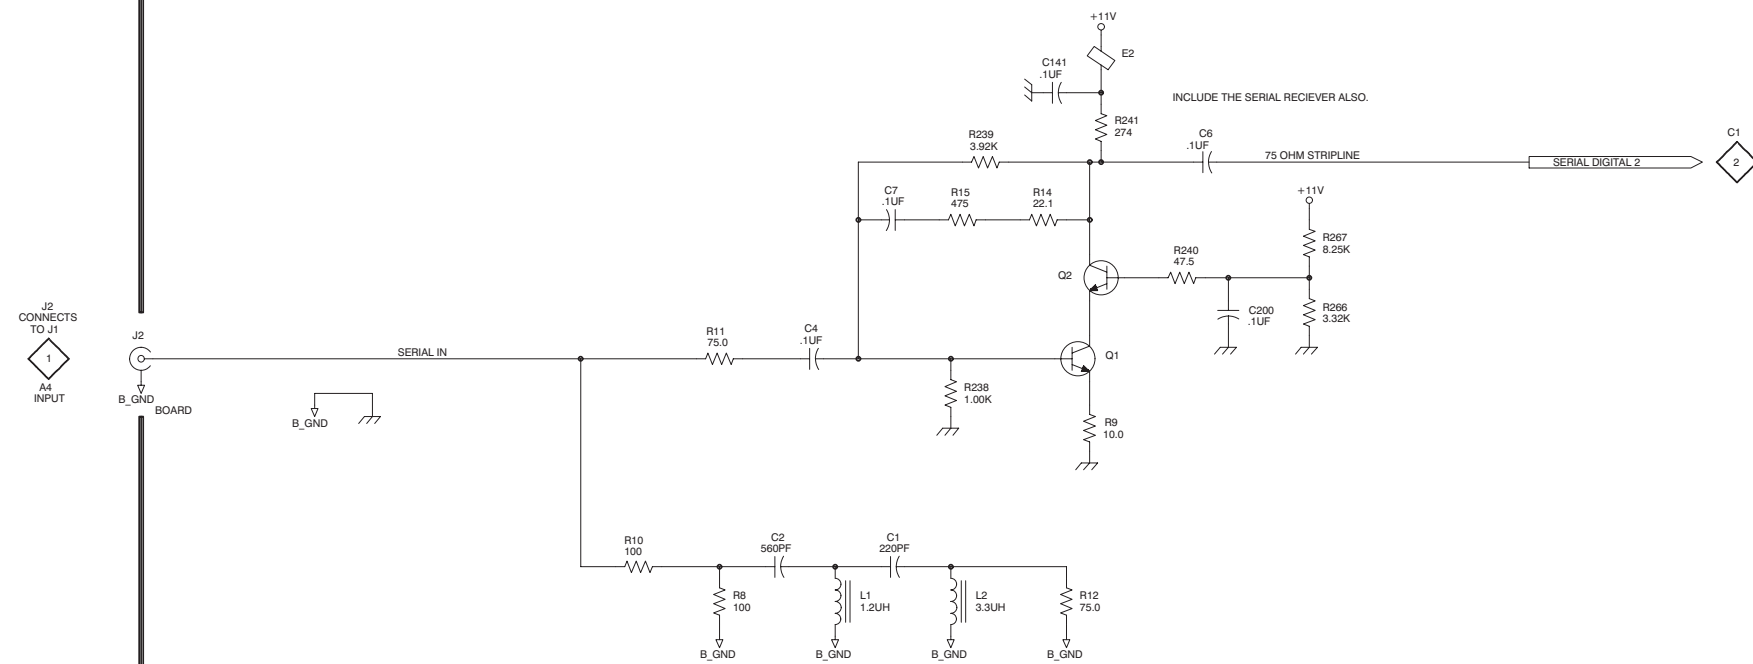 +11V
E2
C141
.1UF
INCLUDE THE SERIAL RECIEVER ALSO.
R241
274
R239
3.92K
C6
.1UF
75 OHM STRIPLINE
SERIAL DIGITAL 2
C1
2
C7
.1UF
R15
475
R14
22.1
+11V
R267
8.25K
Q2
R240
47.5
C200
.1UF
R266
3.32K
J2
CONNECTS
TO J1
1
A4
INPUT
J2
B_GND
BOARD
SERIAL IN
B_GND
R11
75.0
C4
.1UF
Q1
R238
1.00K
R9
10.0
R10
100
C2
560PF
C1
220PF
R8
100
L1
1.2UH
L2
3.3UH
R12
75.0
B_GND
B_GND
B_GND
B_GND